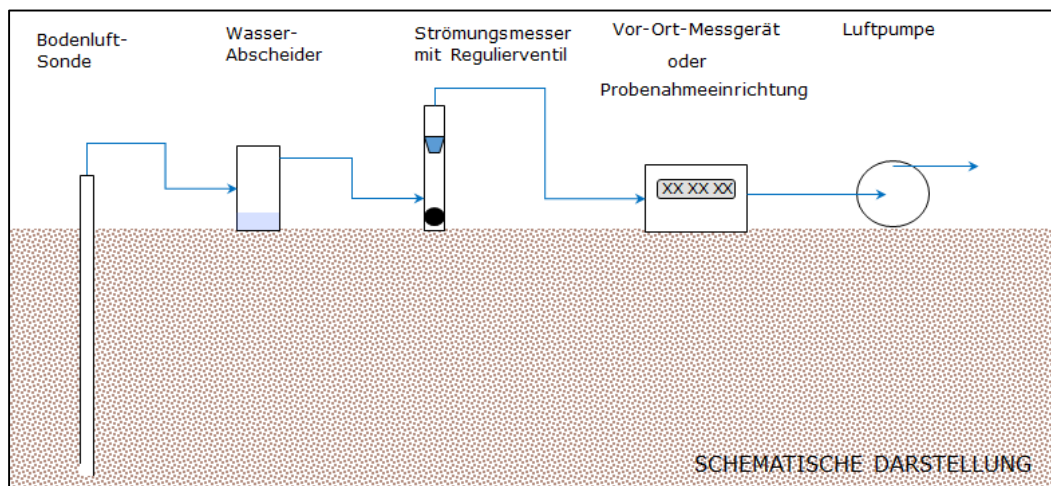 Bodenluft-
Sonde
Wasser-
Abscheider
Strömungsmesser
mit Regulierventil
Vor-Ort-Messgerät
oder
Probenahmeeinrichtung
Luftpumpe
XX XX XX
SCHEMATISCHE DARSTELLUNG